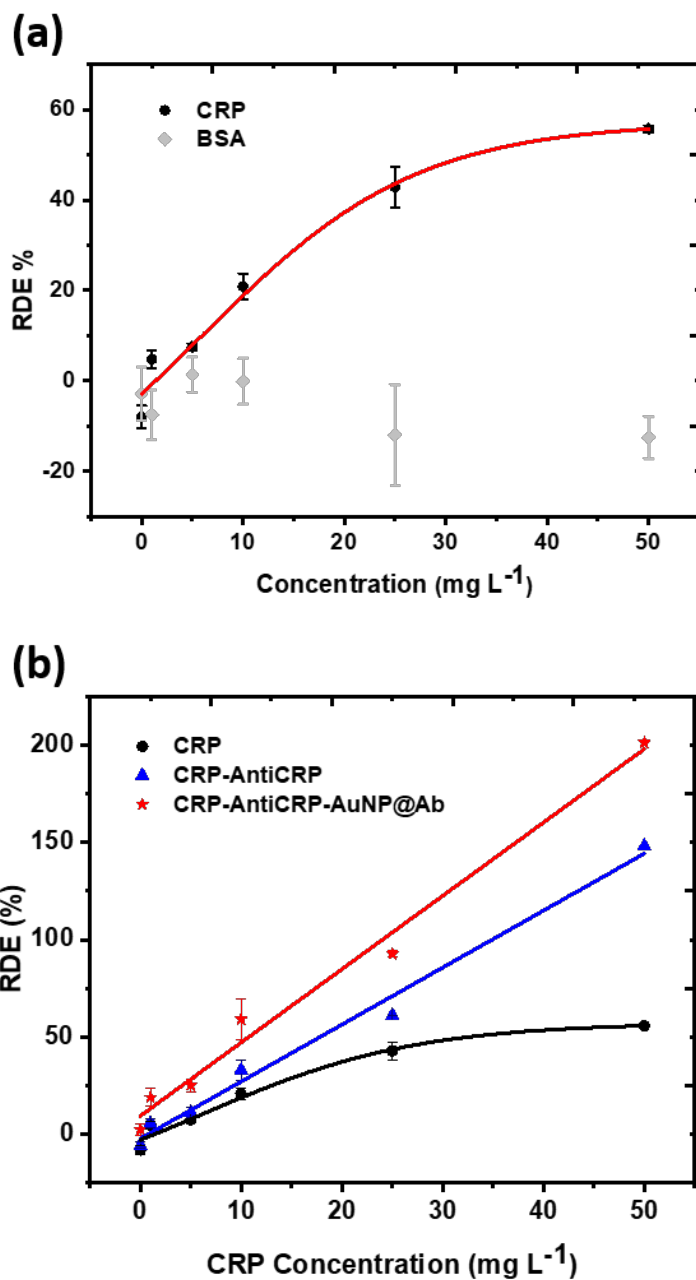 (a)
60
40
20
0
-20
RDE %
CRP
BSA
0
10
20
30
40
50
Concentration (mg L-1)
(b)
200
150
100
50
0
RDE (%)
CRP
CRP-AntiCRP
CRP-AntiCRP-AuNP@Ab
0
10
20
30
40
50
CRP Concentration (mg L-1)